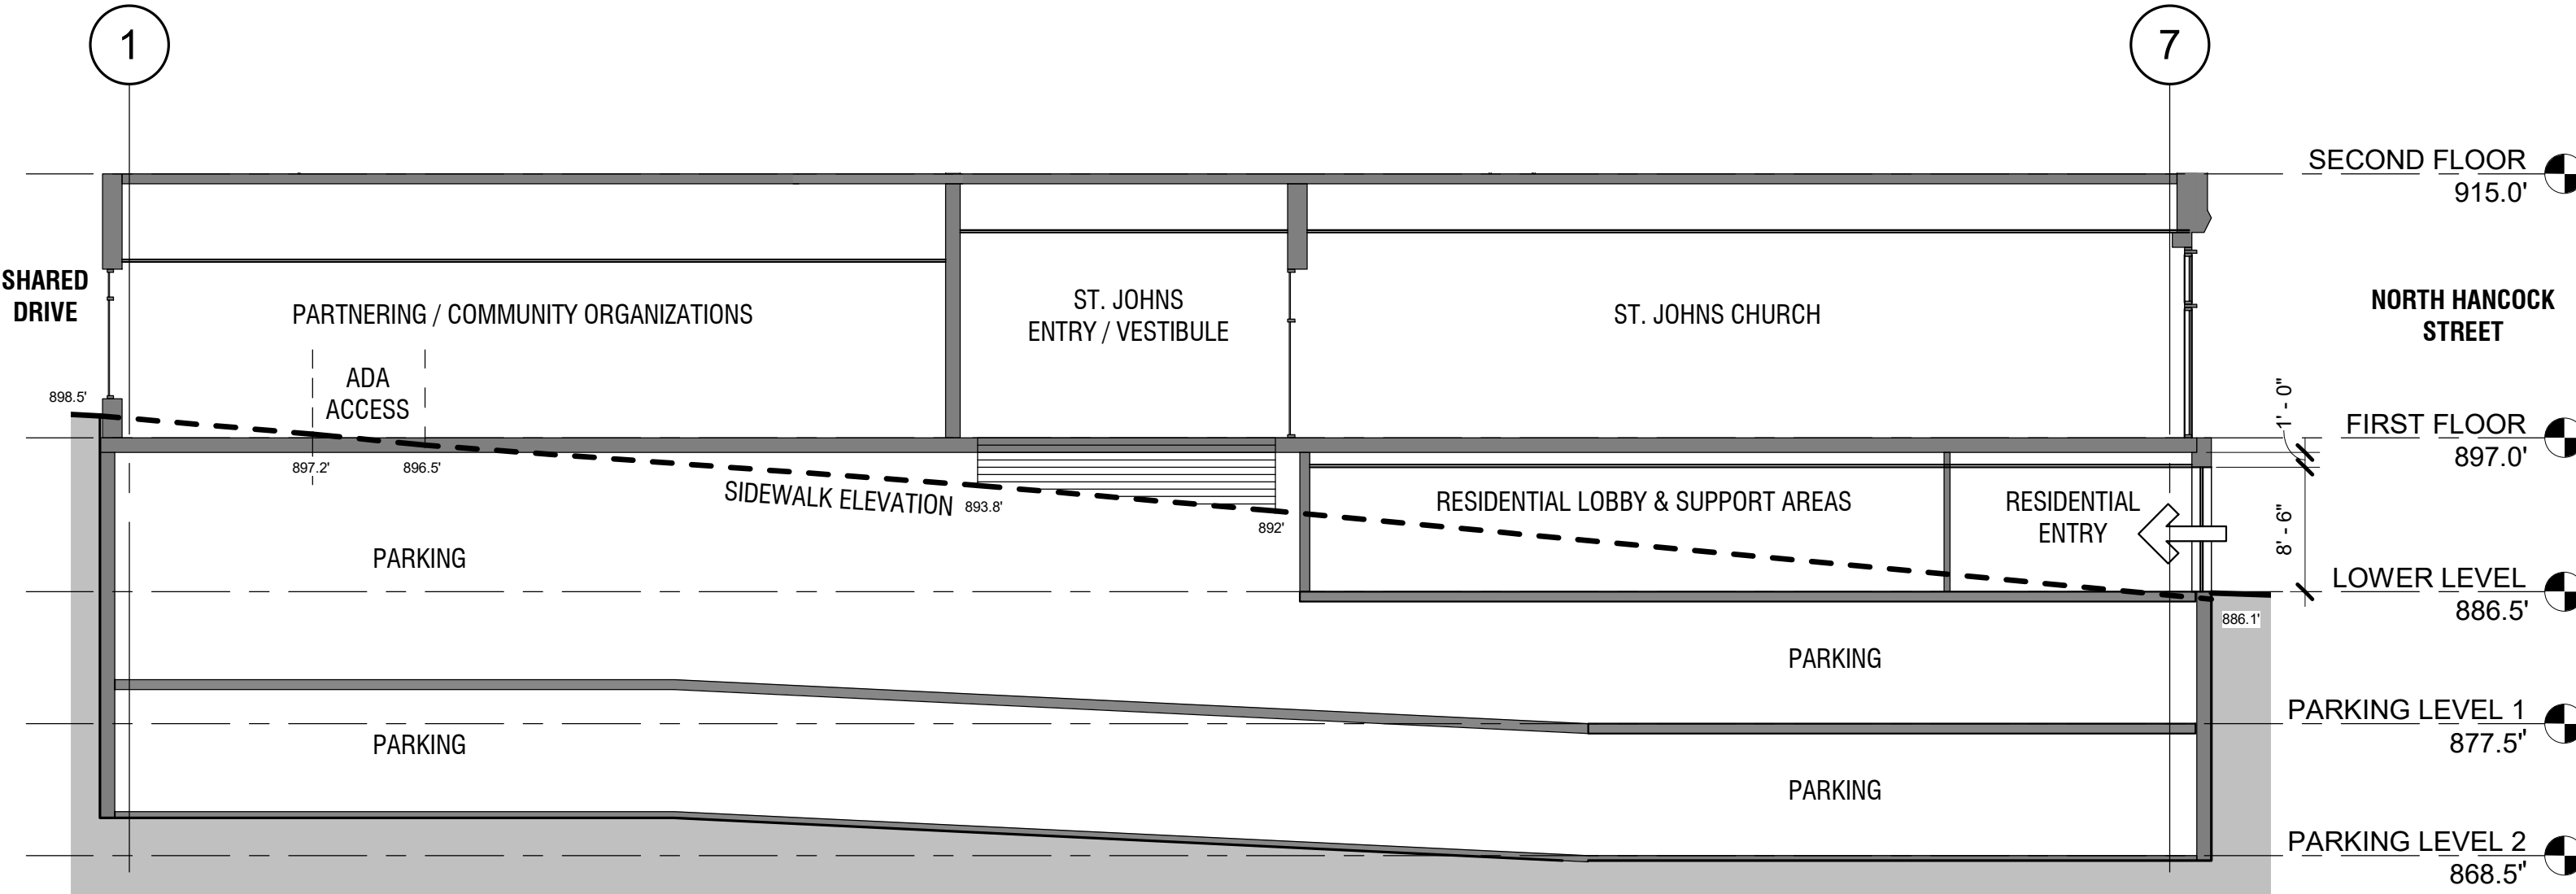 1
7
SECOND FLOOR
915.0'
SHARED
DRIVE
PARTNERING / COMMUNITY ORGANIZATIONS
ST. JOHNS
ENTRY / VESTIBULE
ST. JOHNS CHURCH
NORTH HANCOCK
STREET
ADA
ACCESS
898.5'
1' - 0"
FIRST FLOOR
897.0'
897.2'
896.5'
SIDEWALK ELEVATION
893.8'
892'
RESIDENTIAL LOBBY & SUPPORT AREAS
RESIDENTIAL
ENTRY
8' - 6"
PARKING
LOWER LEVEL
886.5'
886.1'
PARKING
PARKING LEVEL 1
877.5'
PARKING
PARKING
PARKING LEVEL 2
868.5'